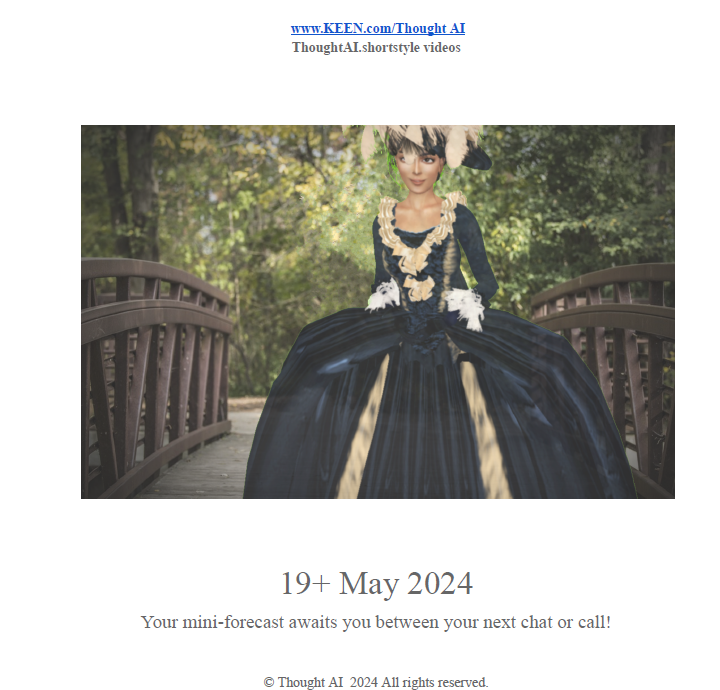 www.KEEN.com/Thought AI
ThoughtAI.shortstyle videos
19+ May 2024
Your mini-forecast awaits you between your next chat or call!
© Thought AI  2024 All rights reserved.